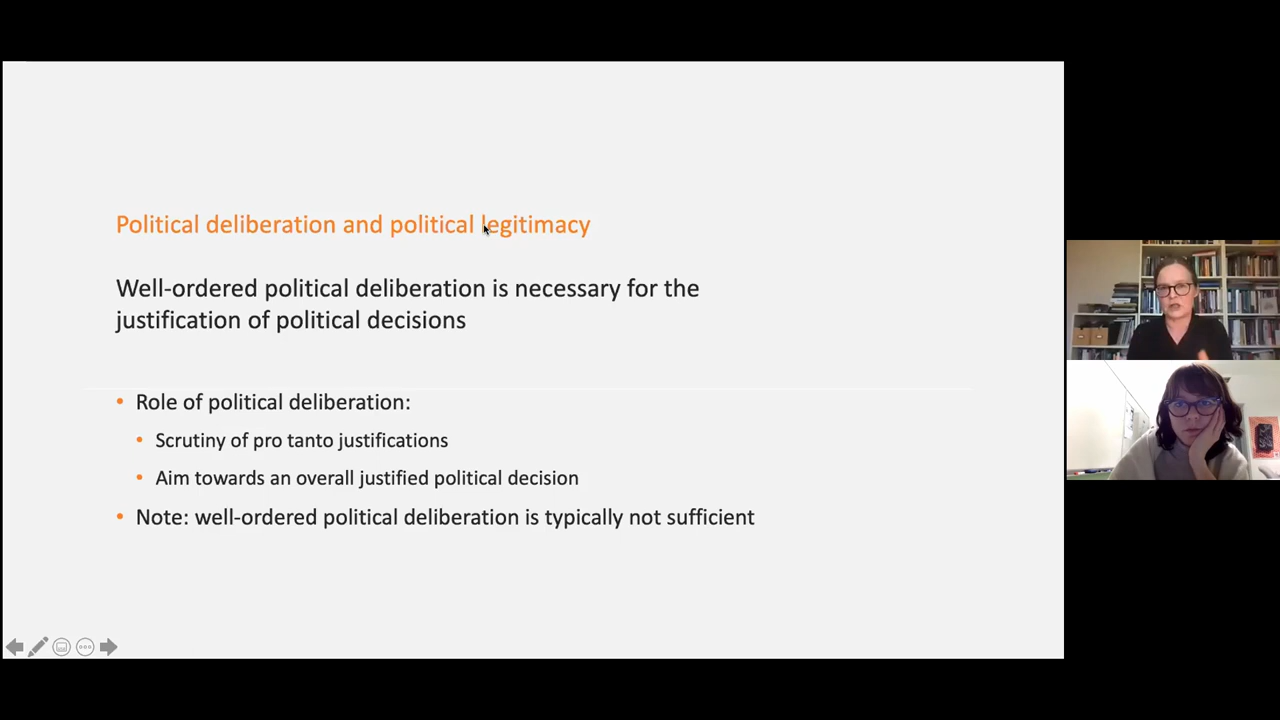 Political deliberation and political legitimacy
Well-ordered political deliberation is necessary for the
justification of political decisions
• Role of political deliberation:
• Scrutiny of pro tanto justifications
• Aim towards an overall justified political decision
• Note: well-ordered political deliberation is typically not sufficient